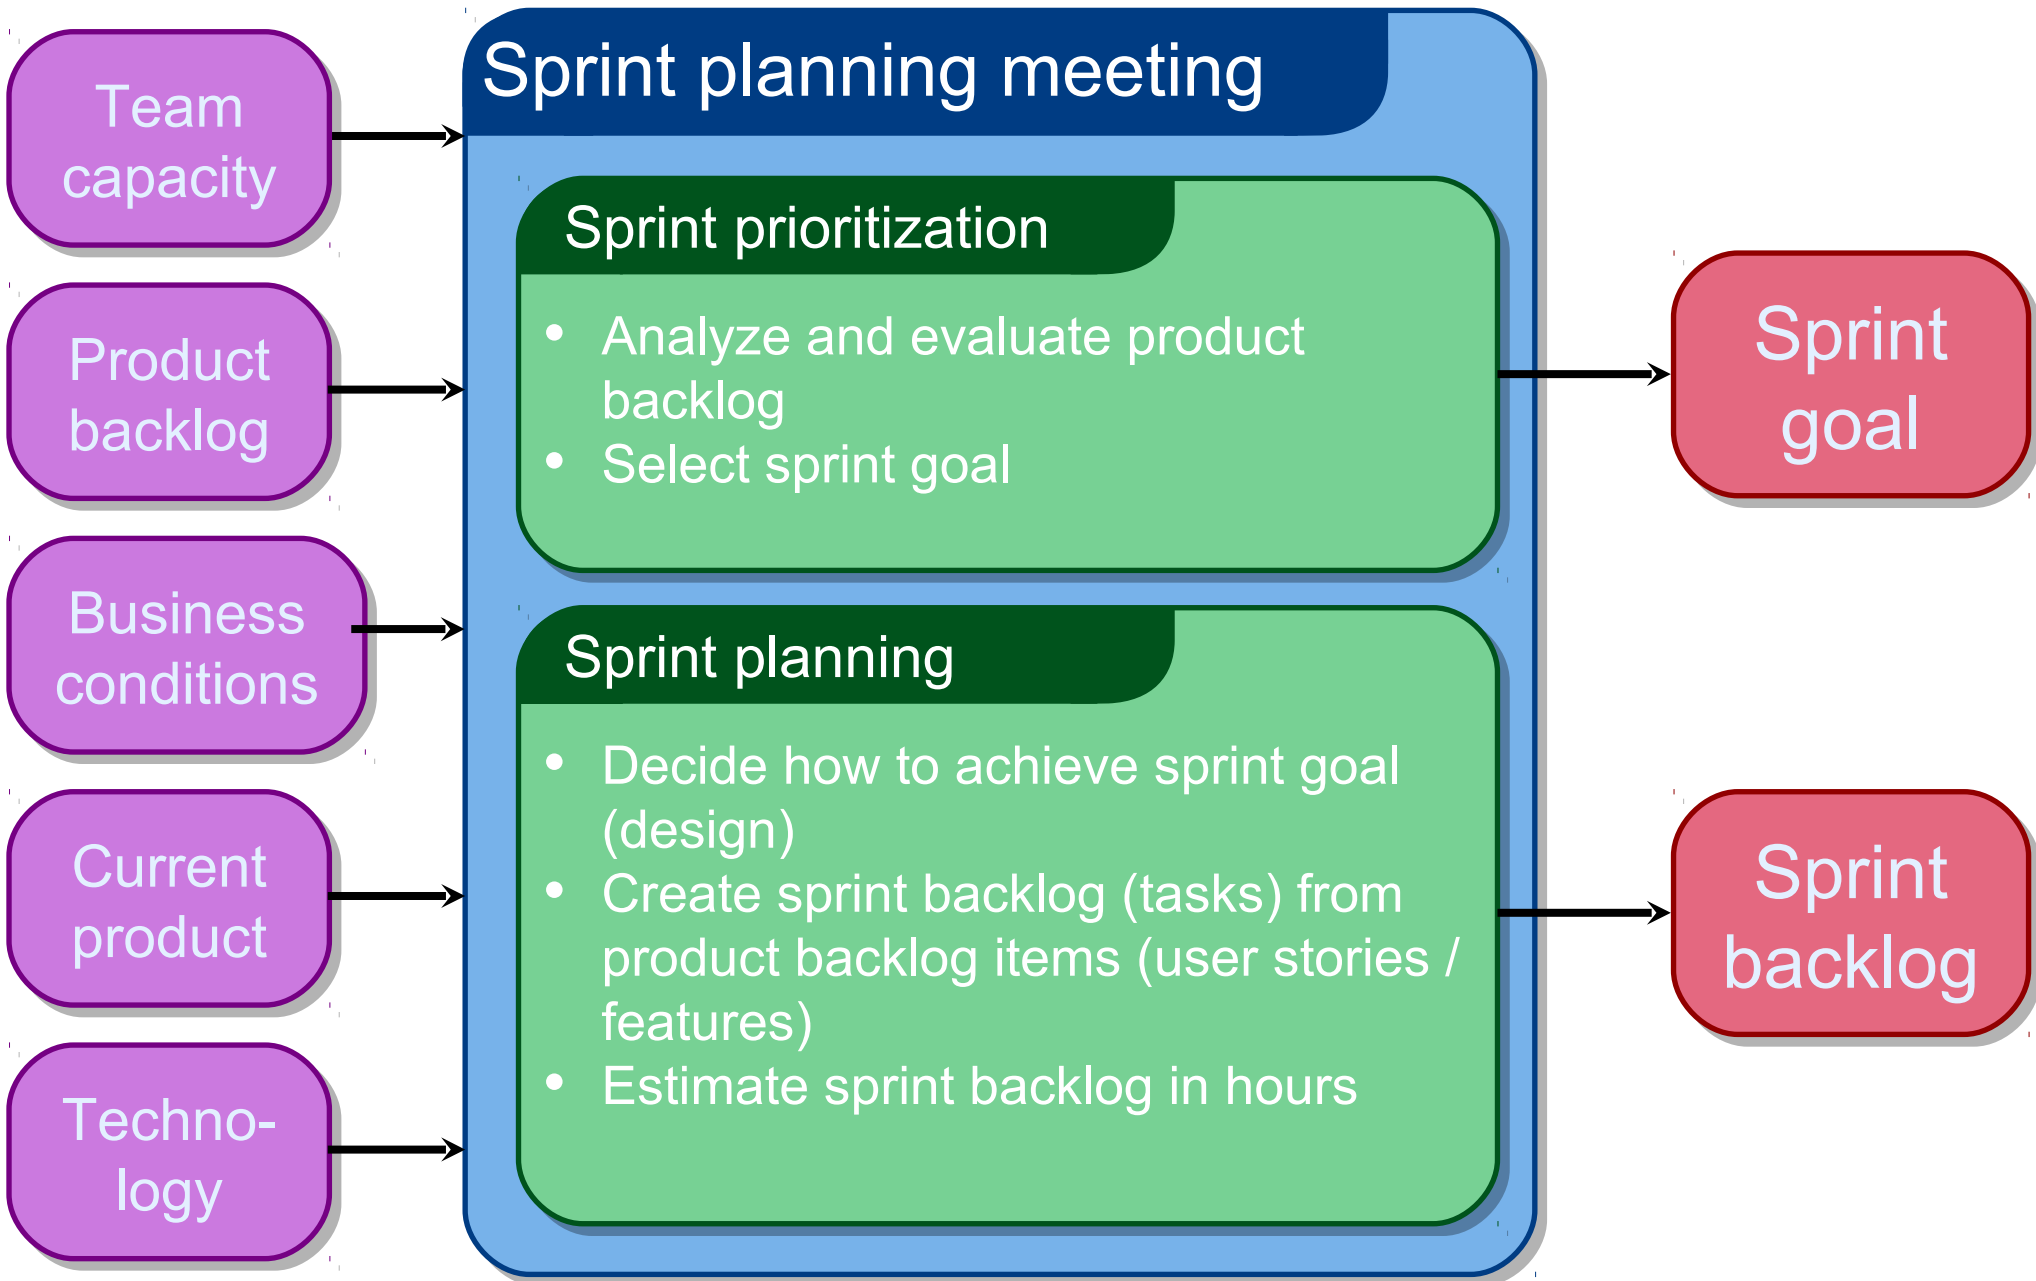 Team
capacity
Product
backlog
Business
conditions
Current
product
Techno-
logy
Sprint planning meeting
Sprint prioritization
• Analyze and evaluate product
backlog
• Select sprint goal
Sprint planning
• Decide how to achieve sprint goal
(design)
• Create sprint backlog (tasks) from
product backlog items (user stories /
features)
• Estimate sprint backlog in hours
Sprint
goal
Sprint
backlog